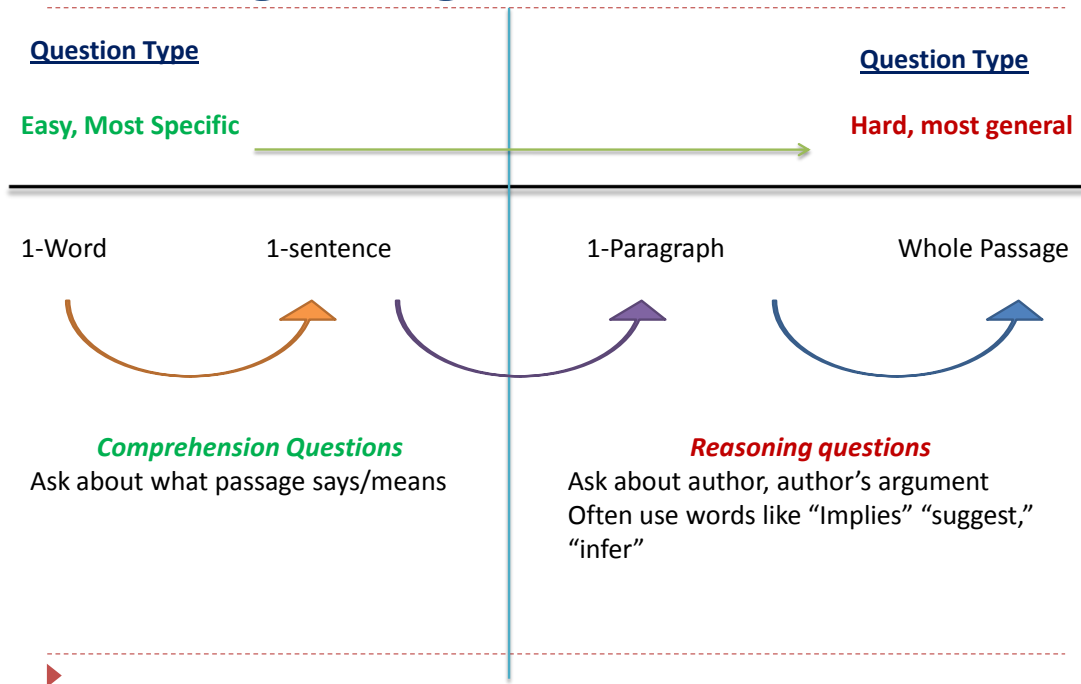 Question Type
Question Type
Easy, Most Specific
Hard, most general
1-Word
1-sentence
1-Paragraph
Whole Passage
Comprehension Questions
Ask about what passage says/means
Reasoning questions
Ask about author, author’s argument
Often use words like “Implies” “suggest,”
“infer”